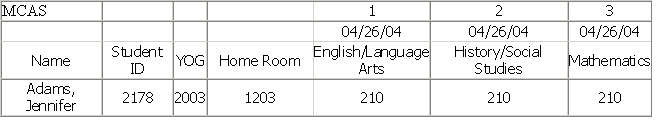 MCAS 1 2 3
04/26/04 04/26/04 04/26/04
Name Student ID YOG Home Room English/Language Arts History/Social Studies Mathematics
Adams, Jennifer 2178 2003 1203 210 210 210